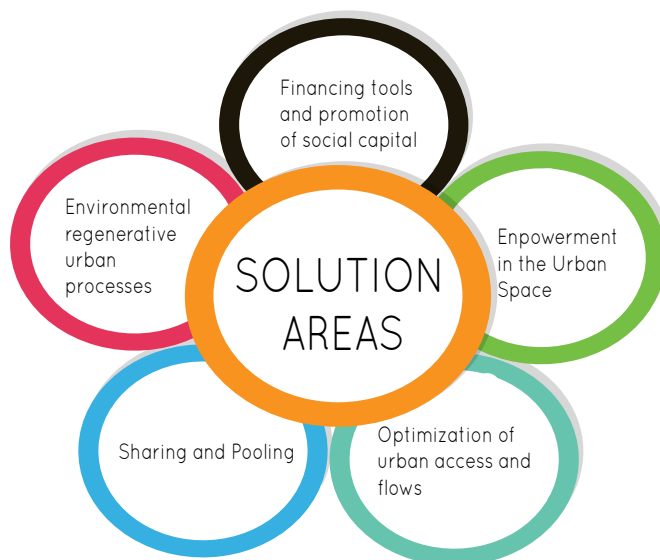 Financing tools
and promotion
of social capital
Environmental
regenerative
urban
processes
Enpowerment
in the Urban
Space
SOLUTION
AREAS
Sharing and Pooling
Optimization of
urban access and
flows